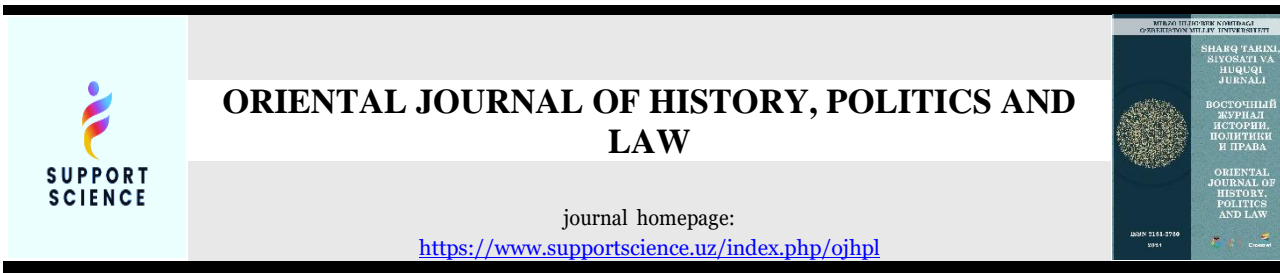 SUPPORT
SCIENCE
ORIENTAL JOURNAL OF HISTORY, POLITICS AND
LAW
journal homepage:
https://www.supportscience.uz/index.php/ojhpl
MIRZO ULUG'BEK NOMIDAGI
O'ZBEKISTON MILLIY UNIVERSITETI
SHARQ TARIXI,
SIYOSATI VA
HUQUQI
JURNALI
ВОСТОЧНЫЙ
ЖУРНАЛ
ИСТОРИИ,
ПОЛИТИКИ
И ПРАВА
ORIENTAL
JOURNAL OF
HISTORY,
POLITICS
AND LAW
Crossref